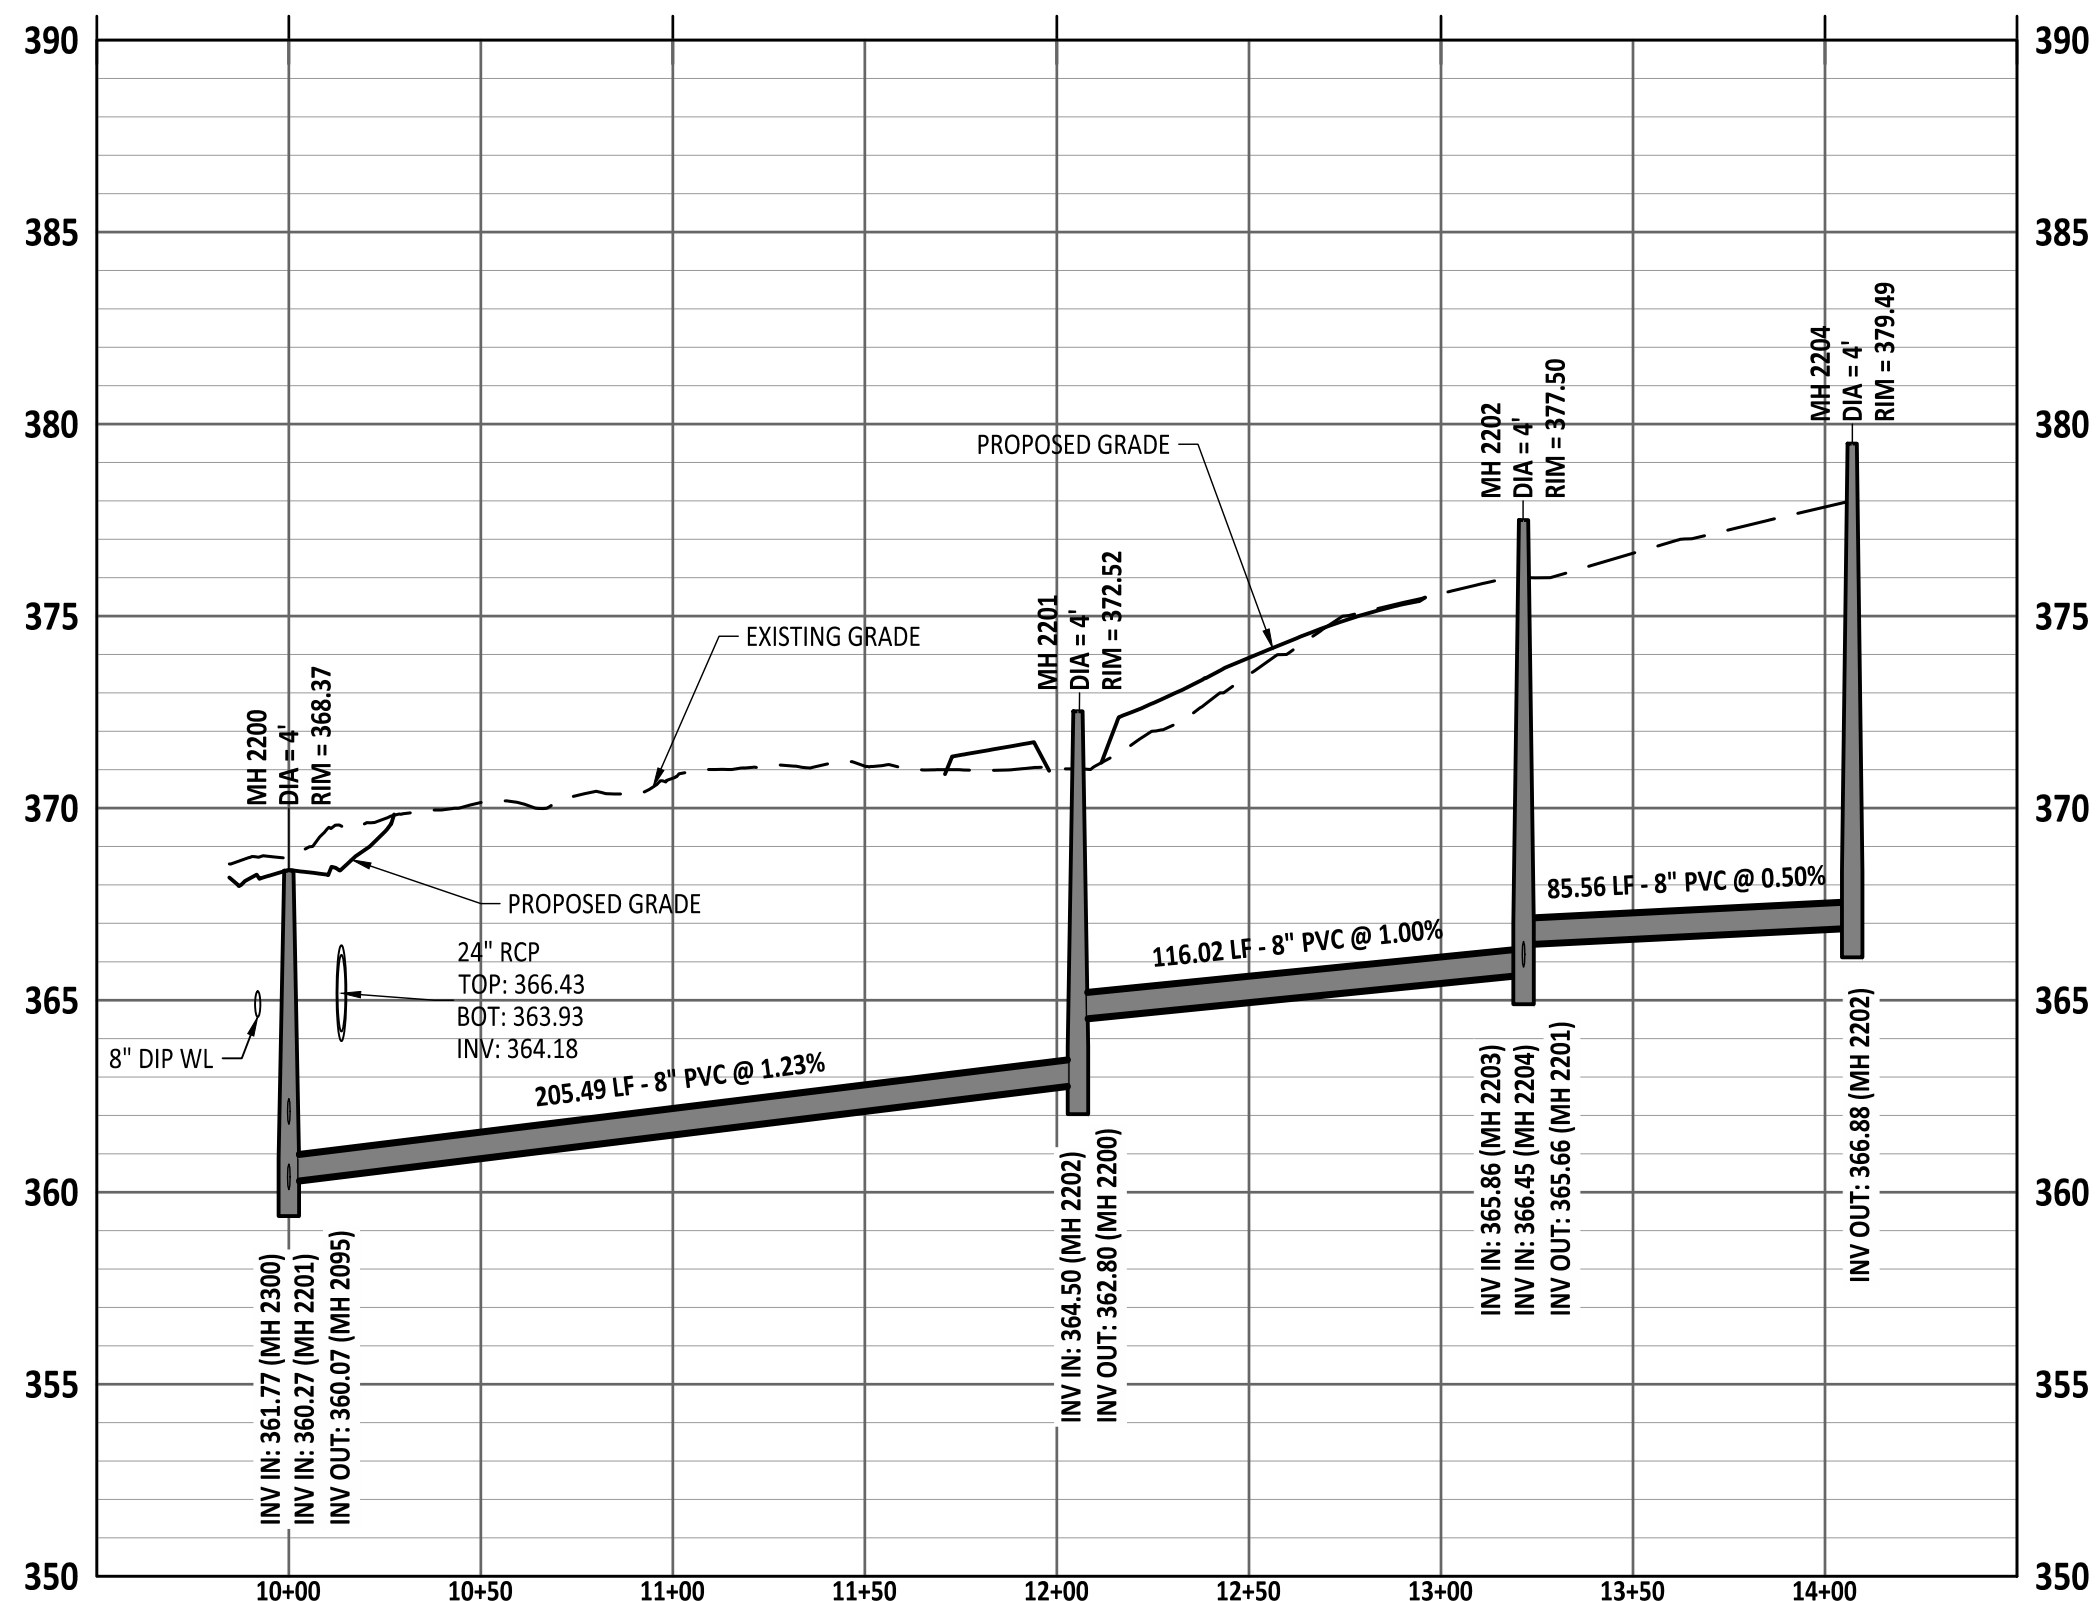 390
390
385
385
380
380
375
375
370
370
365
365
360
360
355
355
350
350
MH 2200
DIA = 4'
RIM = 368.37
MH 2201
DIA = 4'
RIM = 372.52
MH 2202
DIA = 4'
RIM = 377.50
MH 2204
DIA = 4'
RIM = 379.49
PROPOSED GRADE
EXISTING GRADE
PROPOSED GRADE
24" RCP
TOP: 366.43
BOT: 363.93
INV: 364.18
8" DIP WL
205.49 LF - 8" PVC @ 1.23%
116.02 LF - 8" PVC @ 1.00%
85.56 LF - 8" PVC @ 0.50%
INV IN: 361.77 (MH 2300)
INV IN: 360.27 (MH 2201)
INV OUT: 360.07 (MH 2095)
INV IN: 364.50 (MH 2202)
INV OUT: 362.80 (MH 2200)
INV IN: 365.86 (MH 2203)
INV IN: 366.45 (MH 2204)
INV OUT: 365.66 (MH 2201)
INV OUT: 366.88 (MH 2202)
10+00
10+50
11+00
11+50
12+00
12+50
13+00
13+50
14+00